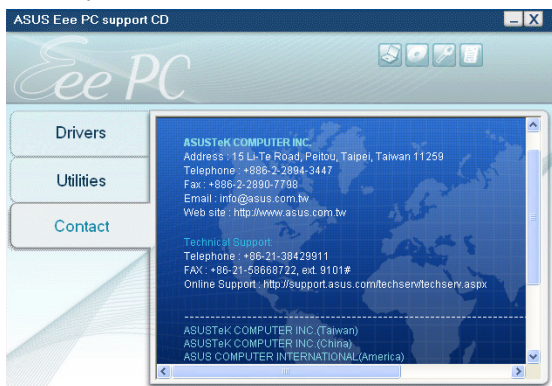 ASUS Eee PC support CD
Eee PC
Drivers
Utilities
Contact
ASUSTeK COMPUTER INC.
Address : 15 Li-Te Road, Peitou, Taipei, Taiwan 11259
Telephone : +886-2-2894-3447
Fax : +886-2-2890-7798
Email : info@asus.com.tw
Web site : http://www.asus.com.tw
Technical Support:
Telephone : +86-21-38429911
FAX : +86-21-58668722, ext. 9101#
Online Support : http://support.asus.com/techserv/techserv.aspx
--------------------------------------------------------------------------------
ASUSTeK COMPUTER INC.(Taiwan)
ASUSTeK COMPUTER INC.(China)
ASUS COMPUTER INTERNATIONAL(America)